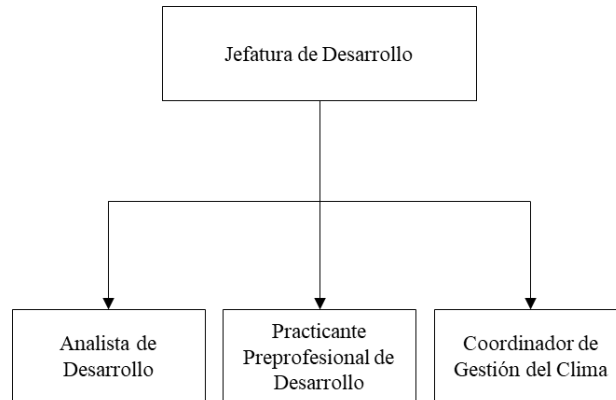 Jefatura de Desarrollo
Analista de
Desarrollo
Practicante
Preprofesional de
Desarrollo
Coordinador de
Gestión del Clima